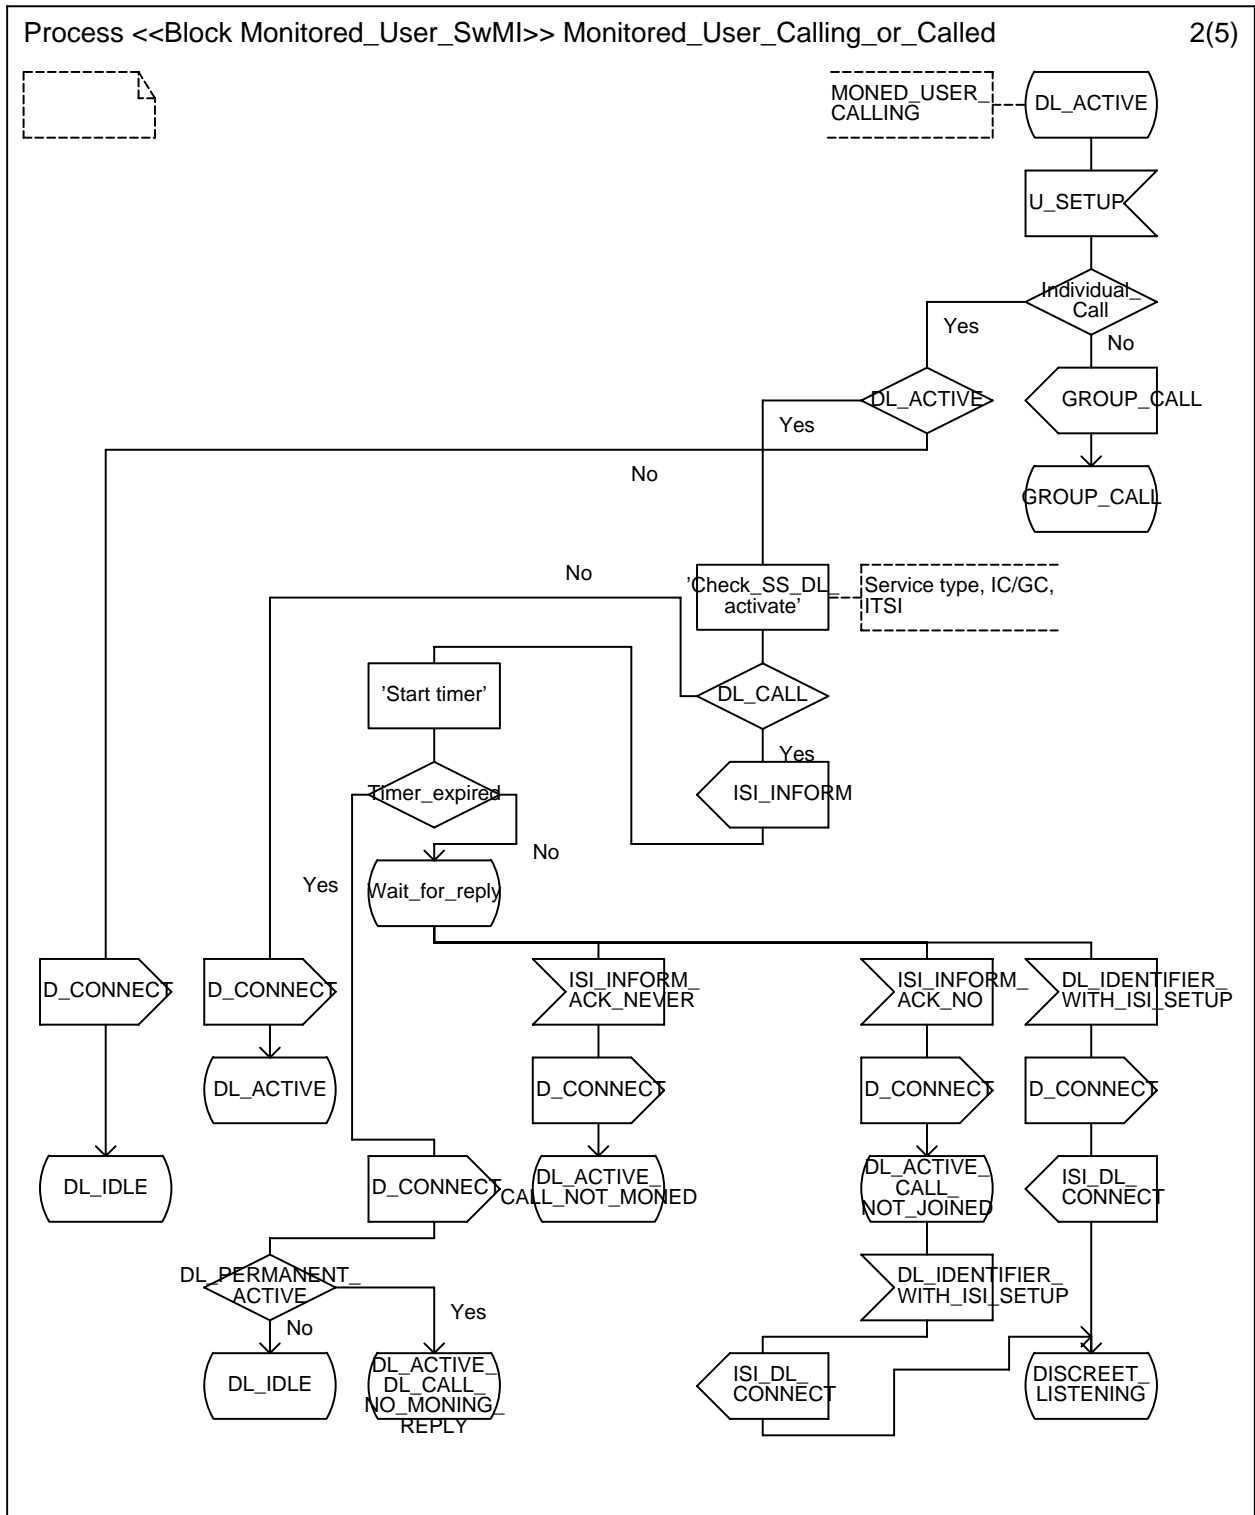 Process <<Block Monitored_User_SwMI>> Monitored_User_Calling_or_Called 2(5)
MONED_USER_
CALLING
DL_ACTIVE
U_SETUP
Individual_
Call
Yes
No
DL_ACTIVE
GROUP_CALL
Yes
No
GROUP_CALL
No
'Check_SS_DL_
activate'
Service type, IC/GC,
ITSI
'Start timer'
DL_CALL
Yes
Timer_expired
ISI_INFORM
No
Yes
Wait_for_reply
D_CONNECT
D_CONNECT
ISI_INFORM_
ACK_NEVER
ISI_INFORM_
ACK_NO
DL_IDENTIFIER_
WITH_ISI_SETUP
DL_ACTIVE
D_CONNECT
D_CONNECT
D_CONNECT
DL_IDLE
D_CONNECT
DL_ACTIVE_
CALL_NOT_MONED
DL_ACTIVE_
CALL_
NOT_JOINED
ISI_DL_
CONNECT
DL_PERMANENT_
ACTIVE
DL_IDENTIFIER_
WITH_ISI_SETUP
No
Yes
DL_IDLE
DL_ACTIVE_
DL_CALL_
NO_MONING_
REPLY
ISI_DL_
CONNECT
DISCREET_
LISTENING